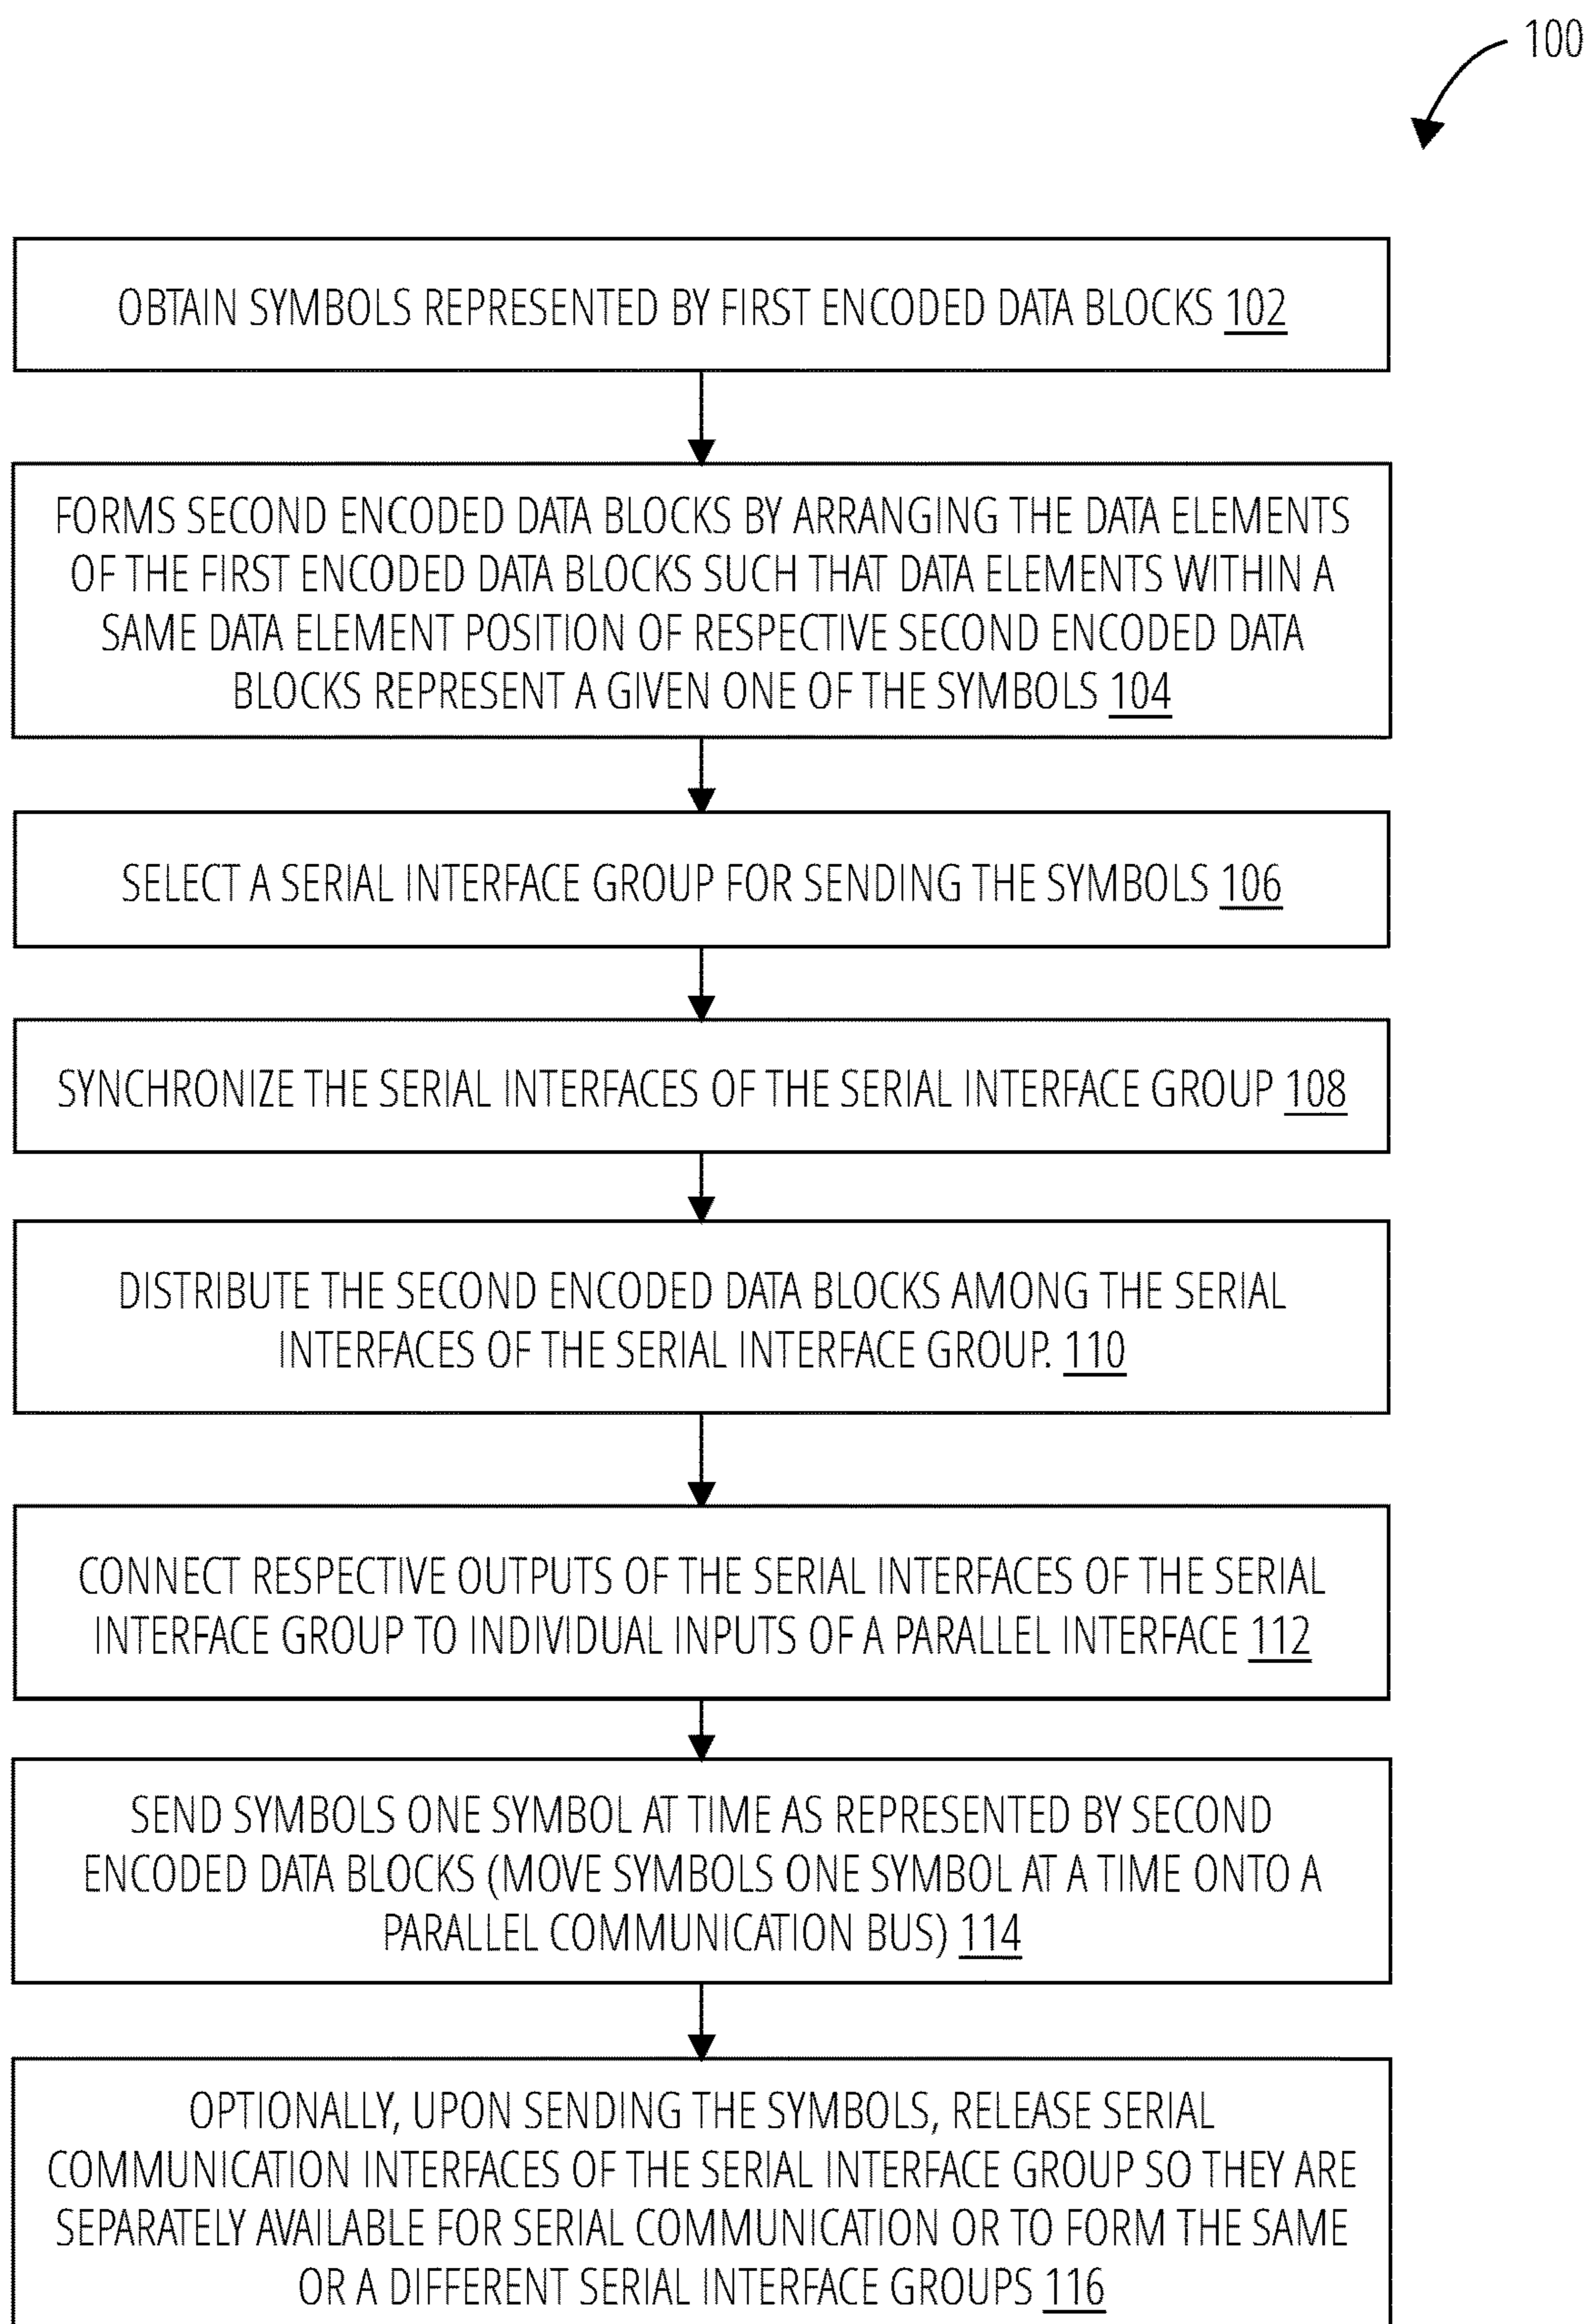 100
OBTAIN SYMBOLS REPRESENTED BY FIRST ENCODED DATA BLOCKS 102
FORMS SECOND ENCODED DATA BLOCKS BY ARRANGING THE DATA ELEMENTS
OF THE FIRST ENCODED DATA BLOCKS SUCH THAT DATA ELEMENTS WITHIN A
SAME DATA ELEMENT POSITION OF RESPECTIVE SECOND ENCODED DATA
BLOCKS REPRESENT A GIVEN ONE OF THE SYMBOLS 104
SELECT A SERIAL INTERFACE GROUP FOR SENDING THE SYMBOLS 106
SYNCHRONIZE THE SERIAL INTERFACES OF THE SERIAL INTERFACE GROUP 108
DISTRIBUTE THE SECOND ENCODED DATA BLOCKS AMONG THE SERIAL
INTERFACES OF THE SERIAL INTERFACE GROUP. 110
CONNECT RESPECTIVE OUTPUTS OF THE SERIAL INTERFACES OF THE SERIAL
INTERFACE GROUP TO INDIVIDUAL INPUTS OF A PARALLEL INTERFACE 112
SEND SYMBOLS ONE SYMBOL AT TIME AS REPRESENTED BY SECOND
ENCODED DATA BLOCKS (MOVE SYMBOLS ONE SYMBOL AT A TIME ONTO A
PARALLEL COMMUNICATION BUS) 114
OPTIONALLY, UPON SENDING THE SYMBOLS, RELEASE SERIAL
COMMUNICATION INTERFACES OF THE SERIAL INTERFACE GROUP SO THEY ARE
SEPARATELY AVAILABLE FOR SERIAL COMMUNICATION OR TO FORM THE SAME
OR A DIFFERENT SERIAL INTERFACE GROUPS 116